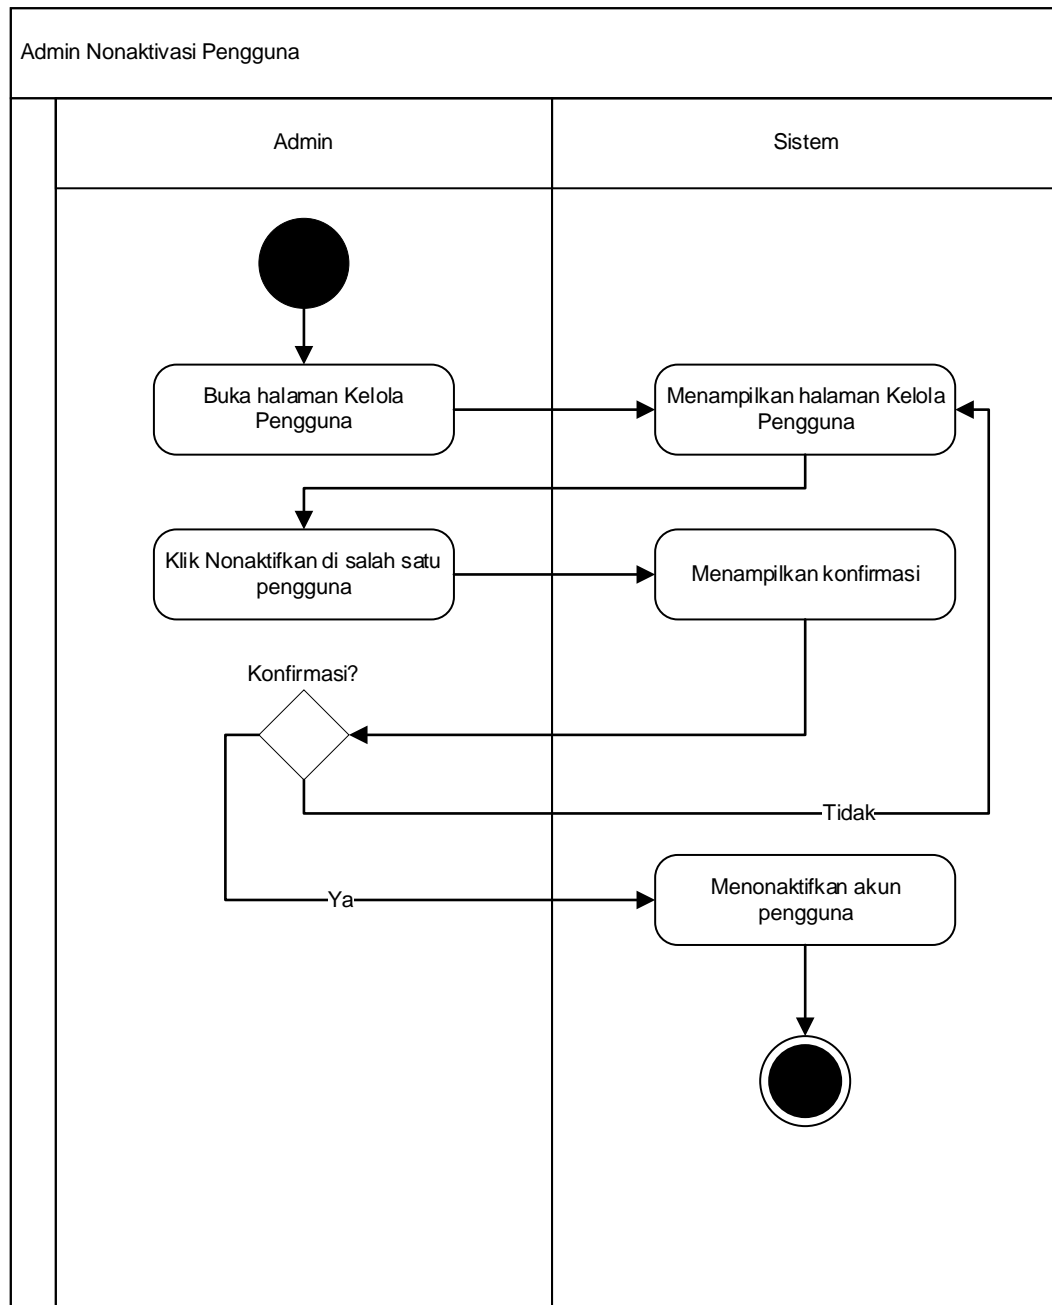 Admin Nonaktivasi Pengguna
Admin
Sistem
Buka halaman Kelola
Pengguna
Menampilkan halaman Kelola
Pengguna
Klik Nonaktifkan di salah satu
pengguna
Menampilkan konfirmasi
Konfirmasi?
Tidak
Ya
Menonaktifkan akun
pengguna